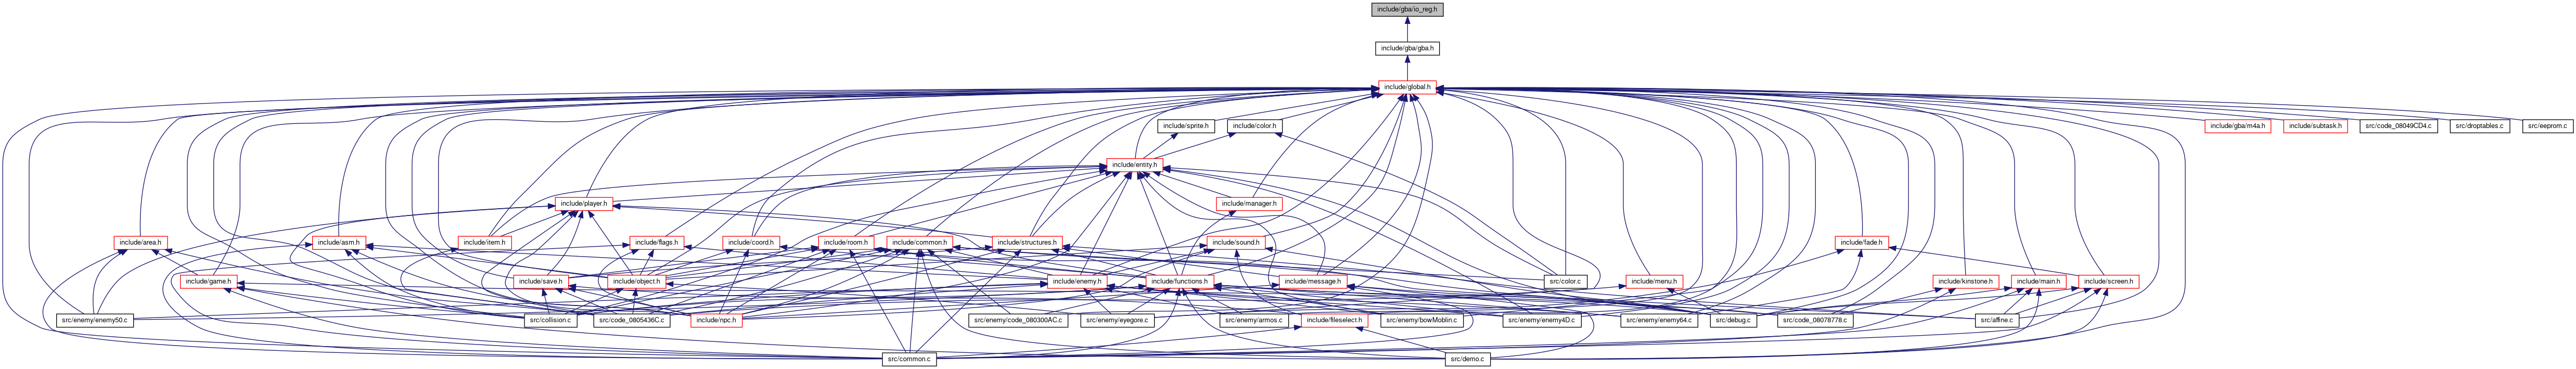 include/gba/io_reg.h
include/gba/gba.h
include/global.h
include/sprite.h
include/color.h
include/gba/m4a.h
include/subtask.h
src/code_08049CD4.c
src/droptables.c
src/eeprom.c
include/entity.h
include/player.h
include/manager.h
include/area.h
include/asm.h
include/item.h
include/flags.h
include/coord.h
include/room.h
include/common.h
include/structures.h
include/sound.h
include/fade.h
include/game.h
include/save.h
include/object.h
include/enemy.h
include/functions.h
include/message.h
src/color.c
include/menu.h
include/kinstone.h
include/main.h
include/screen.h
src/enemy/enemy50.c
src/collision.c
src/code_0805436C.c
include/npc.h
src/enemy/code_080300AC.c
src/enemy/eyegore.c
src/enemy/armos.c
include/fileselect.h
src/enemy/bowMoblin.c
src/enemy/enemy4D.c
src/enemy/enemy64.c
src/debug.c
src/code_08078778.c
src/affine.c
src/common.c
src/demo.c